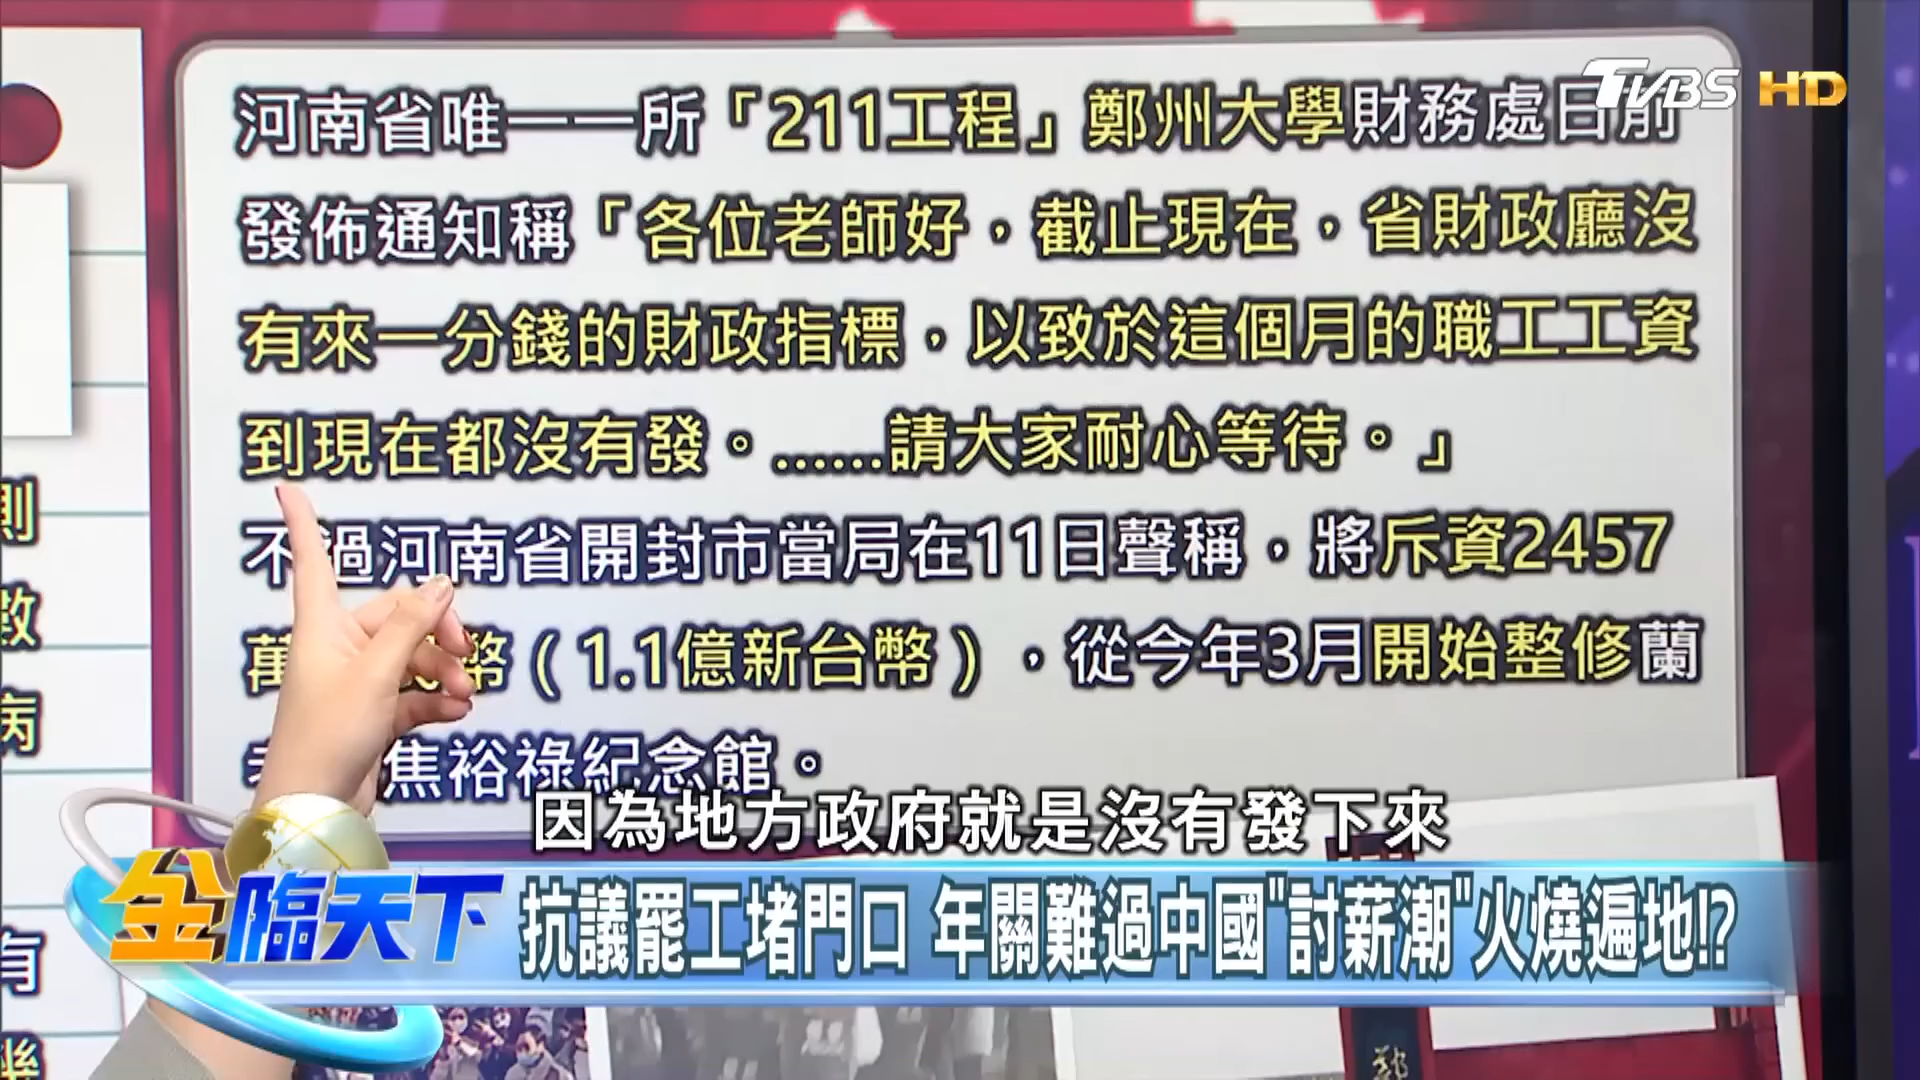 TVBS HD
河南省唯一一所「211工程」鄭州大學財務處日前
發佈通知稱「各位老師好，截止現在，省財政廳沒
有來一分錢的財政指標，以致於這個月的職工工資
到現在都沒有發。......請大家耐心等待。」
不過河南省開封市當局在11日聲稱，將斥資2457
萬 幣（1.1億新台幣），從今年3月開始整修蘭
焦裕祿紀念館。
則
數
病
有
幾
因為地方政府就是沒有發下來
金臨天下
抗議罷工堵門口 年關難過中國"討薪潮"火燒遍地!?
鄭